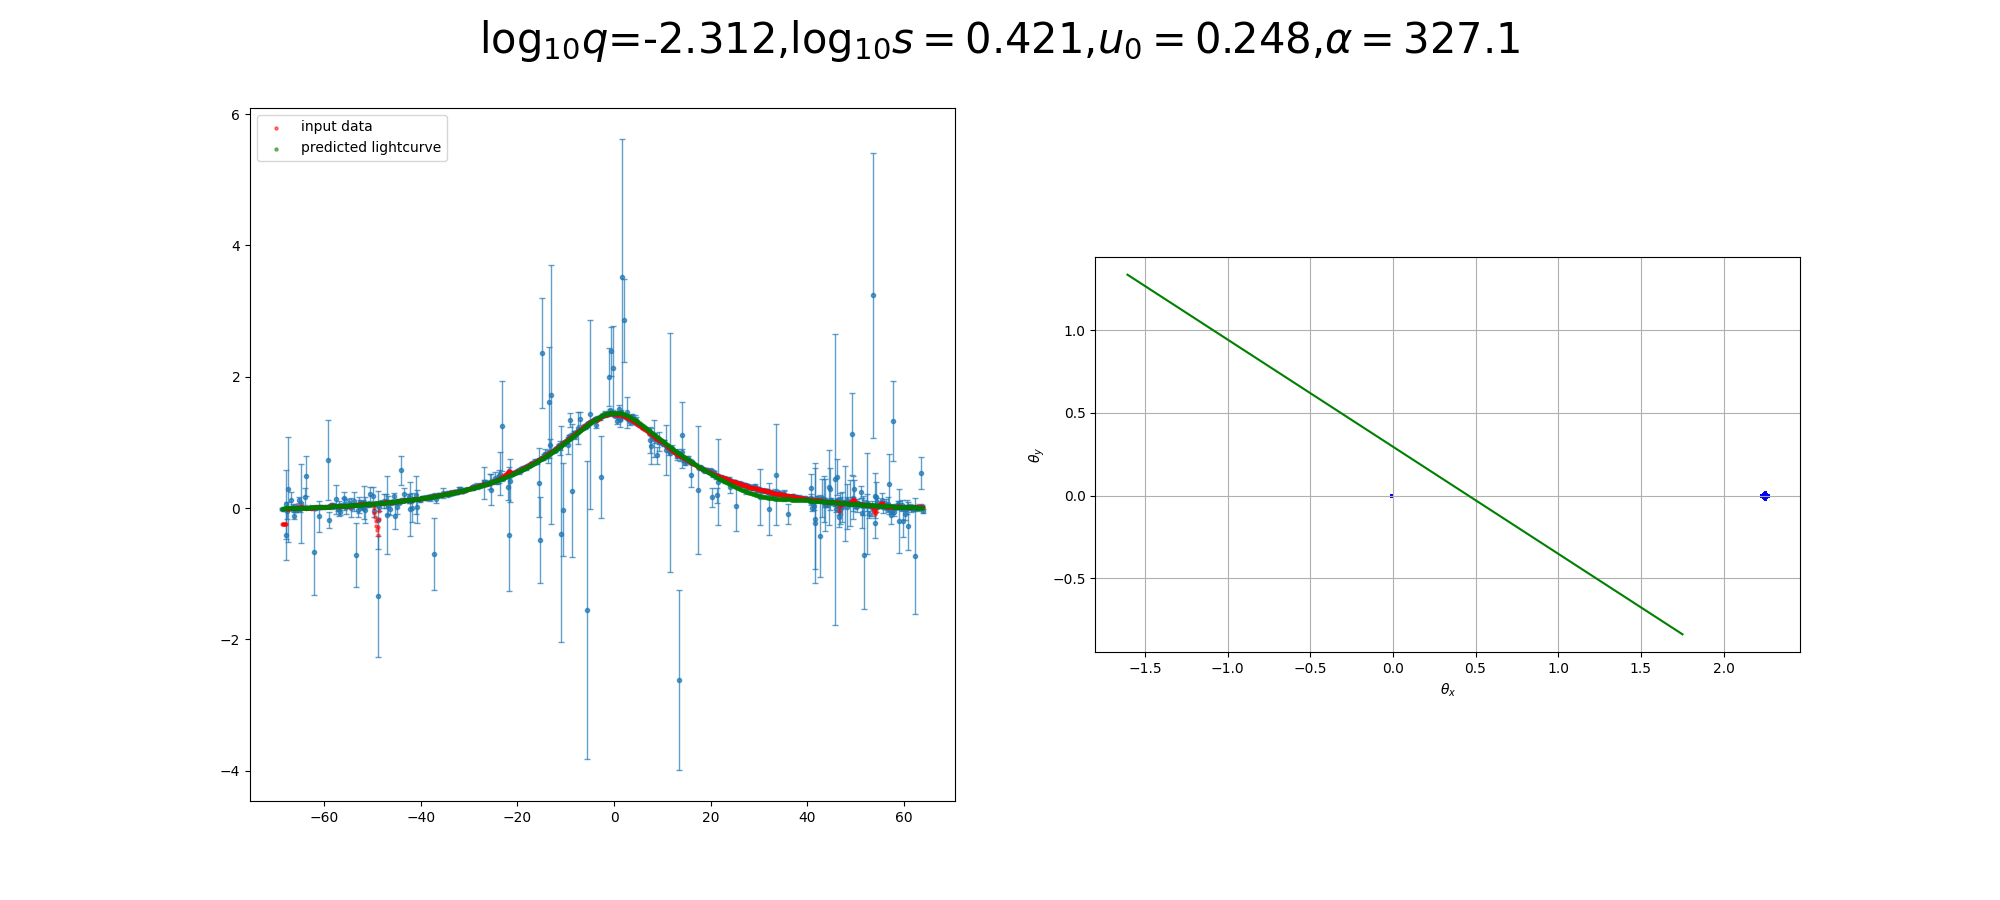 log₁₀q=-2.312,log₁₀s = 0.421,u₀ = 0.248,α = 327.1
input data
predicted lightcurve
6
4
2
0
−2
−4
−60 −40 −20 0 20 40 60
θy
1.0
0.5
0.0
−0.5
−1.5 −1.0 −0.5 0.0 0.5 1.0 1.5 2.0
θx